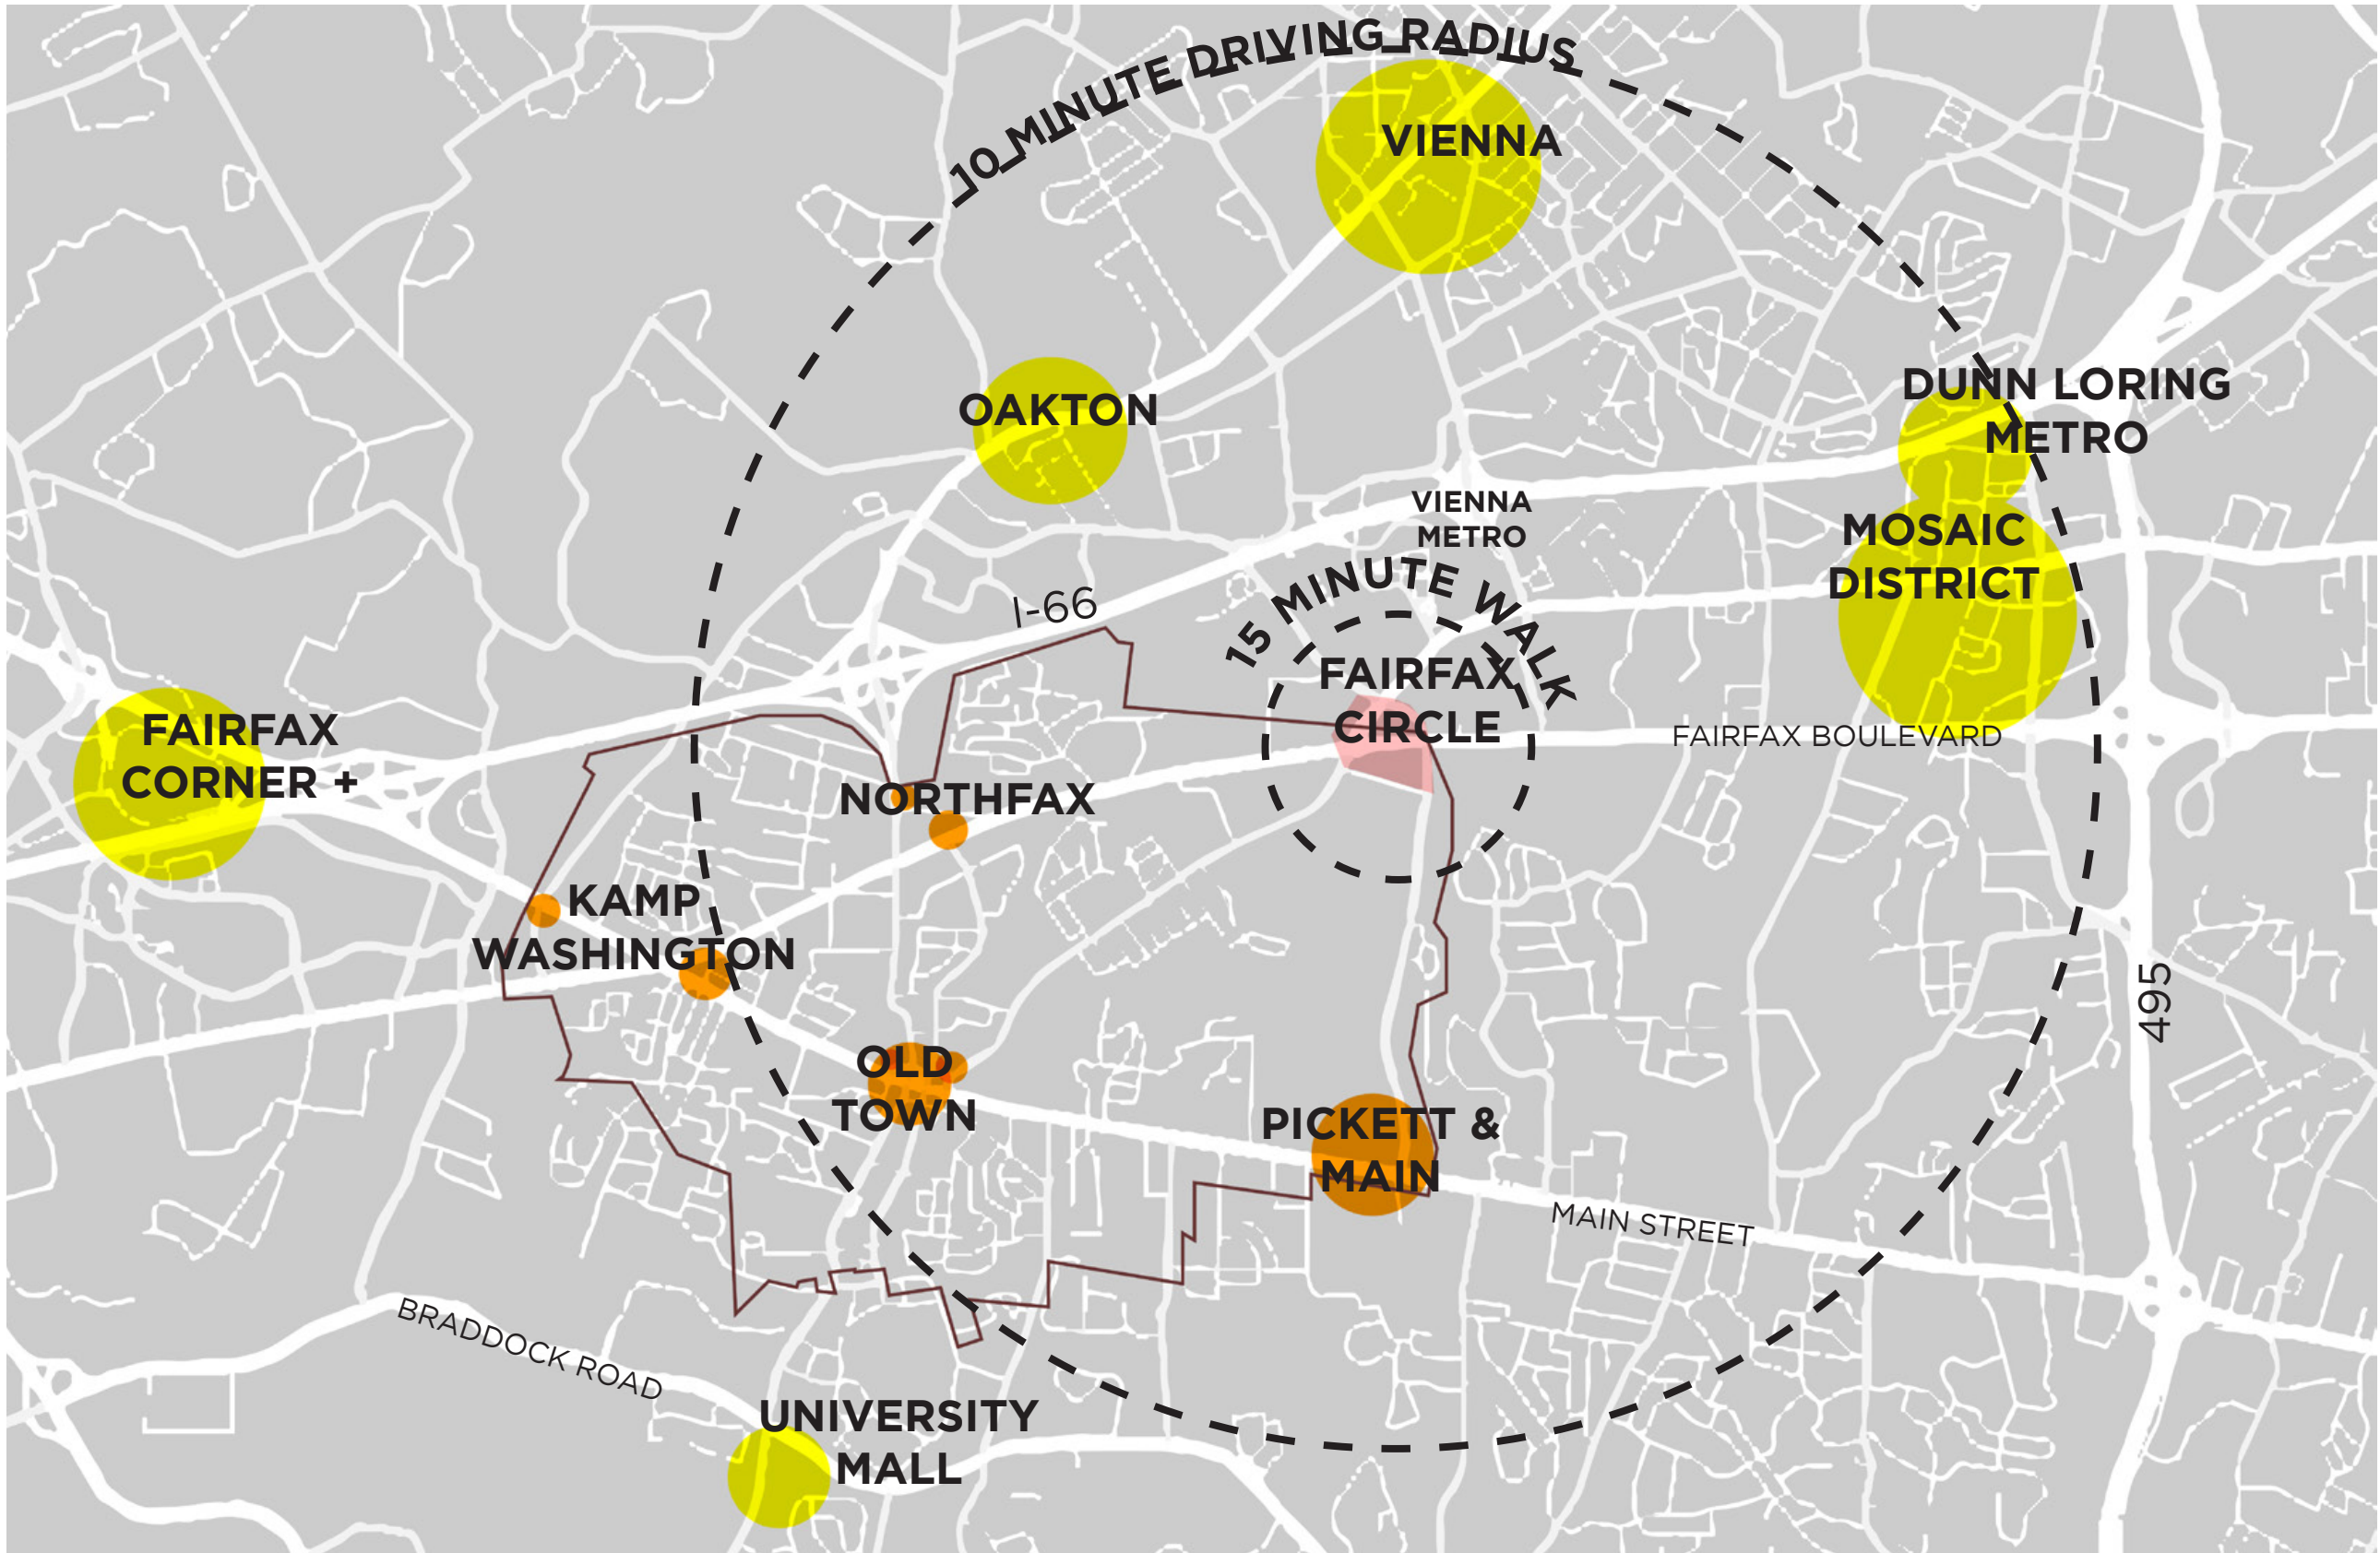 10 MINUTE DRIVING RADIUS
VIENNA
OAKTON
DUNN LORING
METRO
VIENNA
METRO
MOSAIC
DISTRICT
15 MINUTE WALK
I-66
FAIRFAX
CIRCLE
FAIRFAX BOULEVARD
FAIRFAX
CORNER +
NORTHFAX
KAMP
WASHINGTON
495
OLD
TOWN
PICKETT &
MAIN
MAIN STREET
BRADDOCK ROAD
UNIVERSITY
MALL